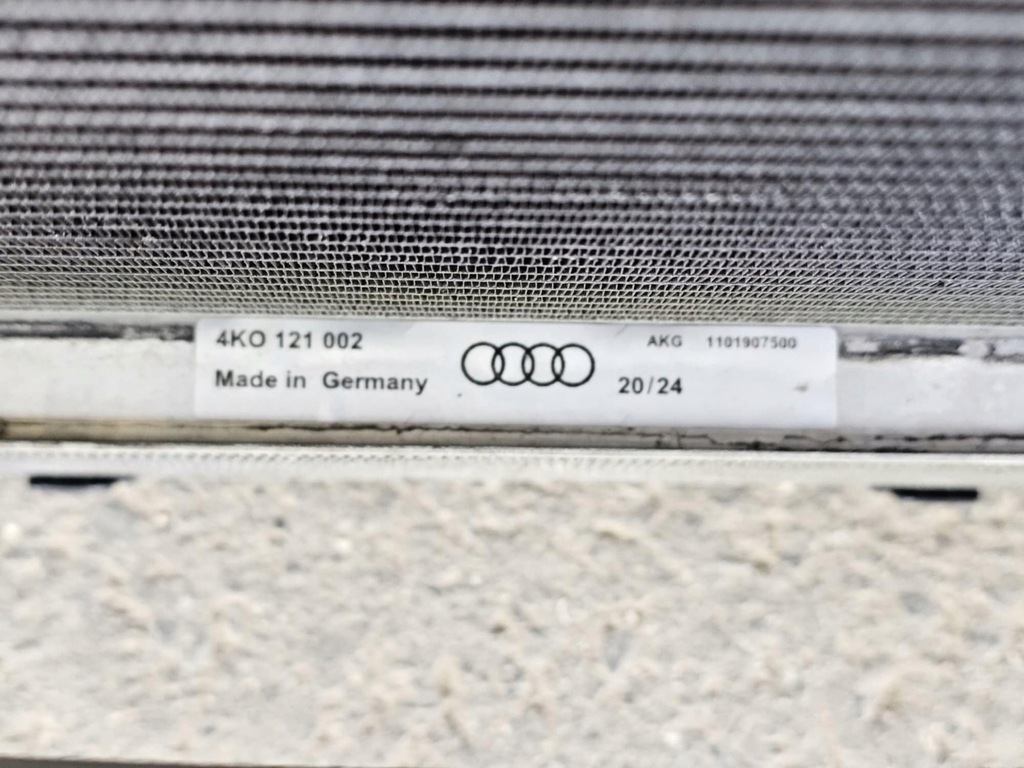 4KO 121 002
Made in Germany
AKG 1101907500
20/24